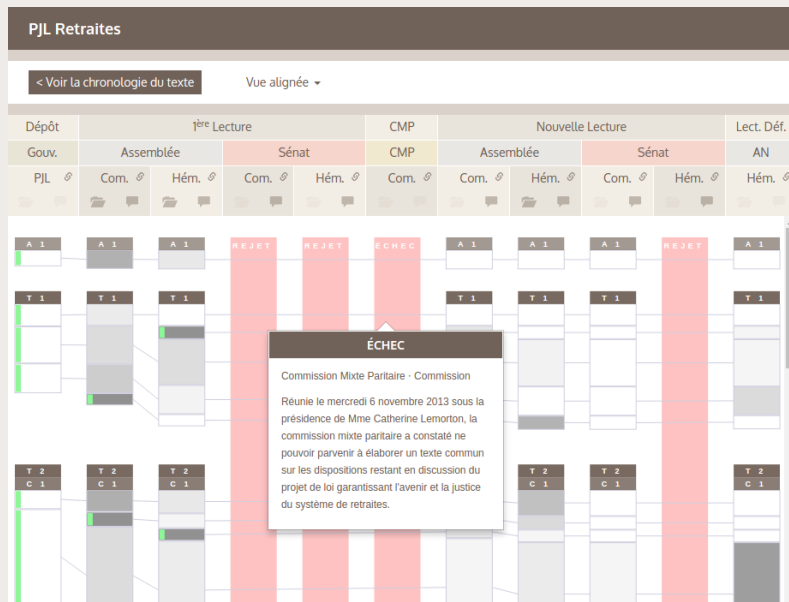 PJL Retraites
< Voir la chronologie du texte Vue alignée
Dépôt 1ère Lecture CMP Nouvelle Lecture Lect. Déf.
Gouv. Assemblée Sénat CMP Assemblée Sénat AN
PJL Com. Hém. Com. Hém. Com. Com. Hém. Com. Hém. Hém.
A 1 A 1 A 1 REJET REJET ÉCHEC A 1 A 1 A 1 REJET A 1
T 1 T 1 T 1 T 1 T 1 T 1 T 1
ÉCHEC
Commission Mixte Paritaire · Commission
Réunie le mercredi 6 novembre 2013 sous la
présidence de Mme Catherine Lemorton, la
commission mixte paritaire a constaté ne
pouvoir parvenir à élaborer un texte commun
sur les dispositions restant en discussion du
projet de loi garantissant l'avenir et la justice
du système de retraites.
T 2 T 2 T 2 T 2 T 2 T 2
C 1 C 1 C 1 C 1 C 1 C 1